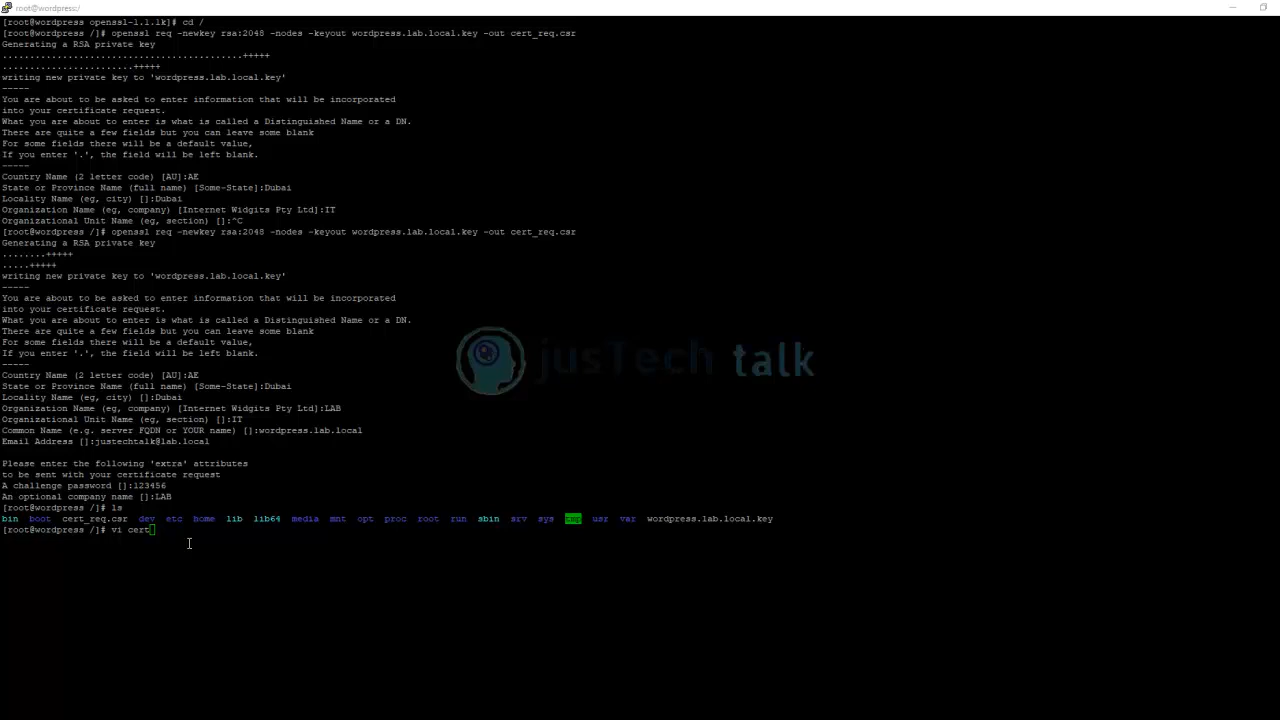 root@wordpress:/
[root@wordpress openssl-1.1.1k]# cd /
[root@wordpress /]# openssl req -newkey rsa:2048 -nodes -keyout wordpress.lab.local.key -out cert_req.csr
Generating a RSA private key
............................................+++++
........................+++++
writing new private key to 'wordpress.lab.local.key'
-----
You are about to be asked to enter information that will be incorporated
into your certificate request.
What you are about to enter is what is called a Distinguished Name or a DN.
There are quite a few fields but you can leave some blank
For some fields there will be a default value,
If you enter '.', the field will be left blank.
-----
Country Name (2 letter code) [AU]:AE
State or Province Name (full name) [Some-State]:Dubai
Locality Name (eg, city) []:Dubai
Organization Name (eg, company) [Internet Widgits Pty Ltd]:IT
Organizational Unit Name (eg, section) []:^C
[root@wordpress /]# openssl req -newkey rsa:2048 -nodes -keyout wordpress.lab.local.key -out cert_req.csr
Generating a RSA private key
........+++++
.....+++++
writing new private key to 'wordpress.lab.local.key'
-----
You are about to be asked to enter information that will be incorporated
into your certificate request.
What you are about to enter is what is called a Distinguished Name or a DN.
There are quite a few fields but you can leave some blank
For some fields there will be a default value,
If you enter '.', the field will be left blank.
-----
Country Name (2 letter code) [AU]:AE
State or Province Name (full name) [Some-State]:Dubai
Locality Name (eg, city) []:Dubai
Organization Name (eg, company) [Internet Widgits Pty Ltd]:LAB
Organizational Unit Name (eg, section) []:IT
Common Name (e.g. server FQDN or YOUR name) []:wordpress.lab.local
Email Address []:justechtalk@lab.local
Please enter the following 'extra' attributes
to be sent with your certificate request
A challenge password []:123456
An optional company name []:LAB
[root@wordpress /]# ls
bin boot cert_req.csr dev etc home lib lib64 media mnt opt proc root run sbin srv sys tmp usr var wordpress.lab.local.key
[root@wordpress /]# vi cert
jusTech talk